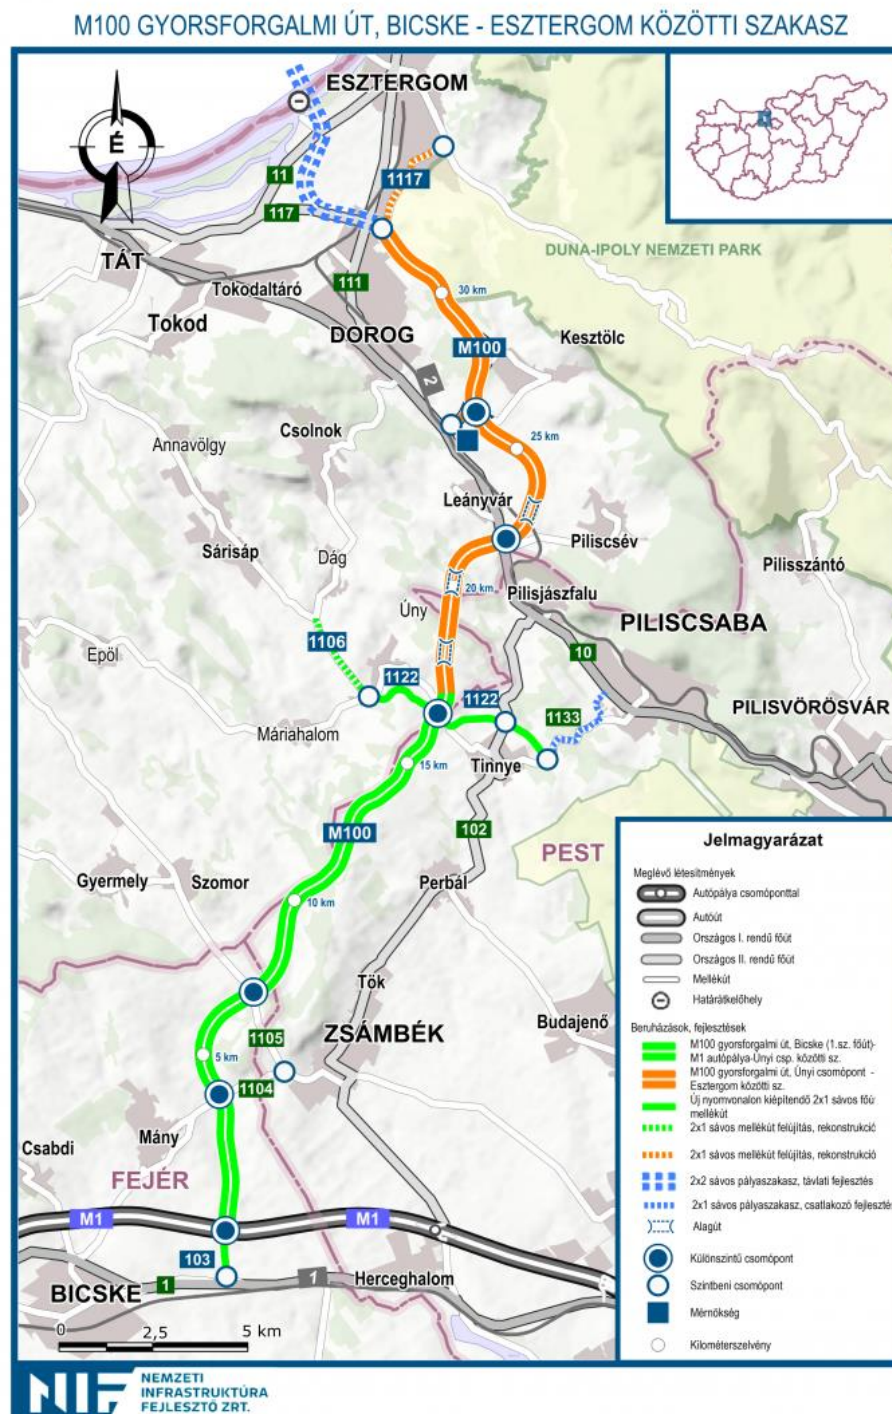 M100 GYORSFORGALMI ÚT, BICSKE - ESZTERGOM KÖZÖTTI SZAKASZ
ESZTERGOM
É
11
1117
117
TÁT
DUNA-IPOLY NEMZETI PARK
Tokodaltáró
111
30 km
Tokod
DOROG
M100
Kesztölc
2
Csolnok
Annavölgy
25 km
Leányvár
Piliscsév
Sárisáp
Dág
Pilisszántó
20 km
Pilisjászfalu
Úny
PILISCSABA
1106
10
Epöl
1122
1122
1133
PILISVÖRÖSVÁR
Máriahalom
15 km
Tinnye
M100
102
PEST
Gyermely
Szomor
Perbál
10 km
Tök
1105
ZSÁMBÉK
Budajenő
5 km
1104
Mány
Csabdi
FEJÉR
M1
M1
103
BICSKE
1
1
Herceghalom
0
2,5
5 km
Jelmagyarázat
Meglévő létesítmények
Autópálya csomóponttal
Autóút
Országos I. rendű főút
Országos II. rendű főút
Mellékút
Határátkelőhely
Beruházások, fejlesztések
M100 gyorsforgalmi út, Bicske (1.sz. főút)-
M1 autópálya-Únyi csp. közötti sz.
M100 gyorsforgalmi út, Únyi csomópont -
Esztergom közötti sz.
Új nyomvonalon kiépítendő 2x1 sávos főú
mellékút
2x1 sávos mellékút felújítás, rekonstrukció
2x1 sávos mellékút felújítás, rekonstrukció
2x2 sávos pályaszakasz, távlati fejlesztés
2x1 sávos pályaszakasz, csatlakozó fejleszté
Alagút
Különszintű csomópont
Szintbeni csomópont
Mérnökség
Kilométerszelvény
NIF
NEMZETI
INFRASTRUKTÚRA
FEJLESZTŐ ZRT.